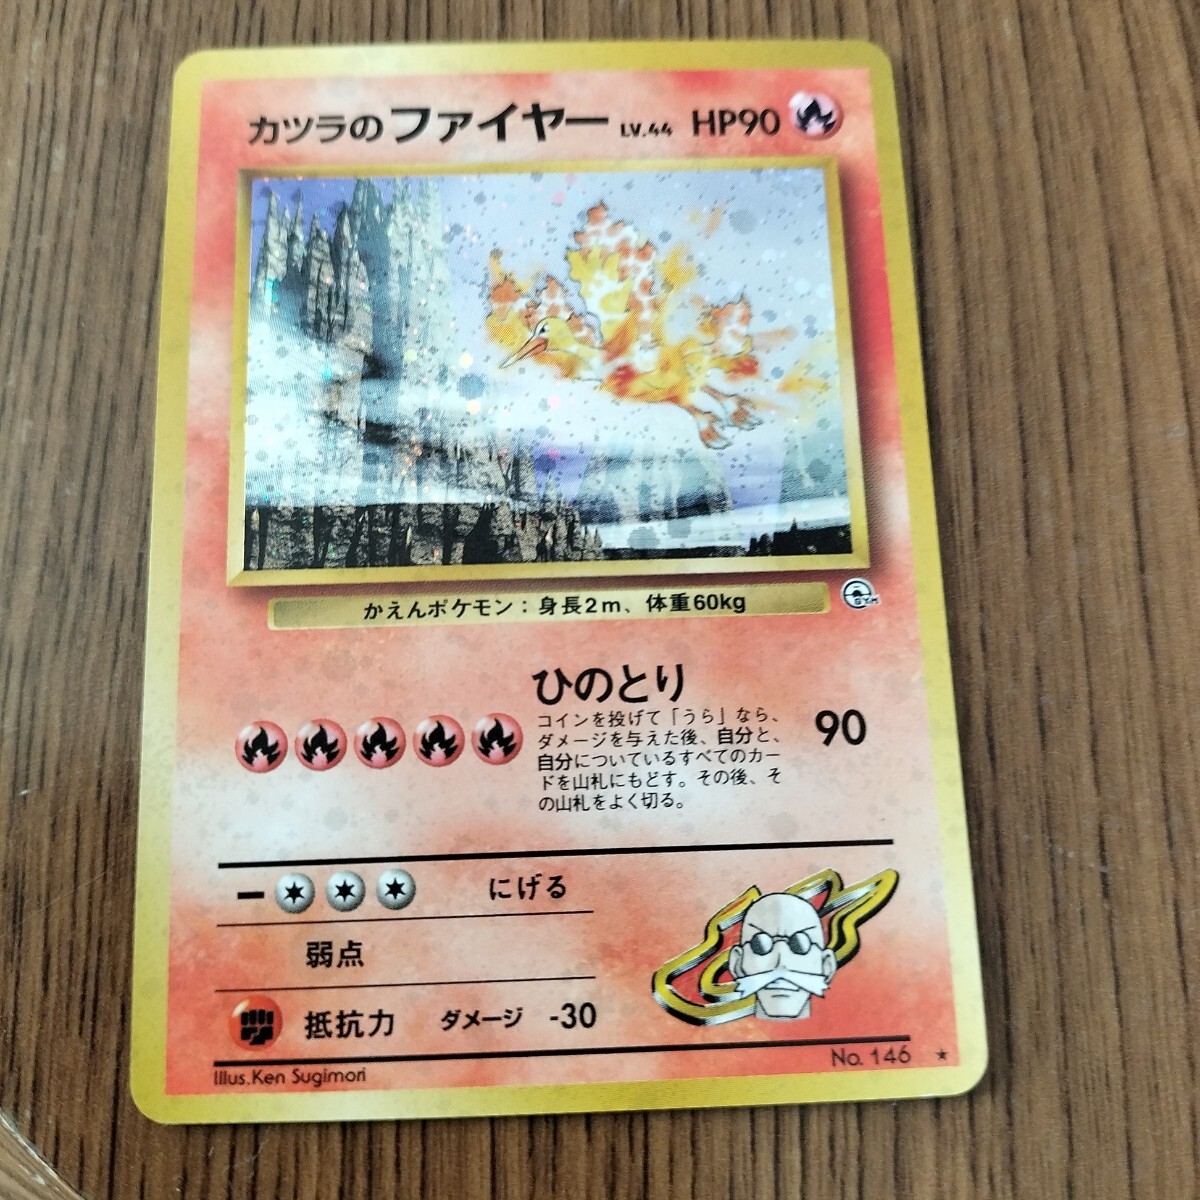 カツラのファイヤー LV.44 HP90
かえんポケモン：身長2m、体重60kg
GYM
ひのとり
コインを投げて「うら」なら、
ダメージを与えた後、自分と、
自分についているすべてのカー
ドを山札にもどす。その後、そ
の山札をよく切る。
90
にげる
弱点
抵抗力 ダメージ -30
Illus.Ken Sugimori
No. 146 ★